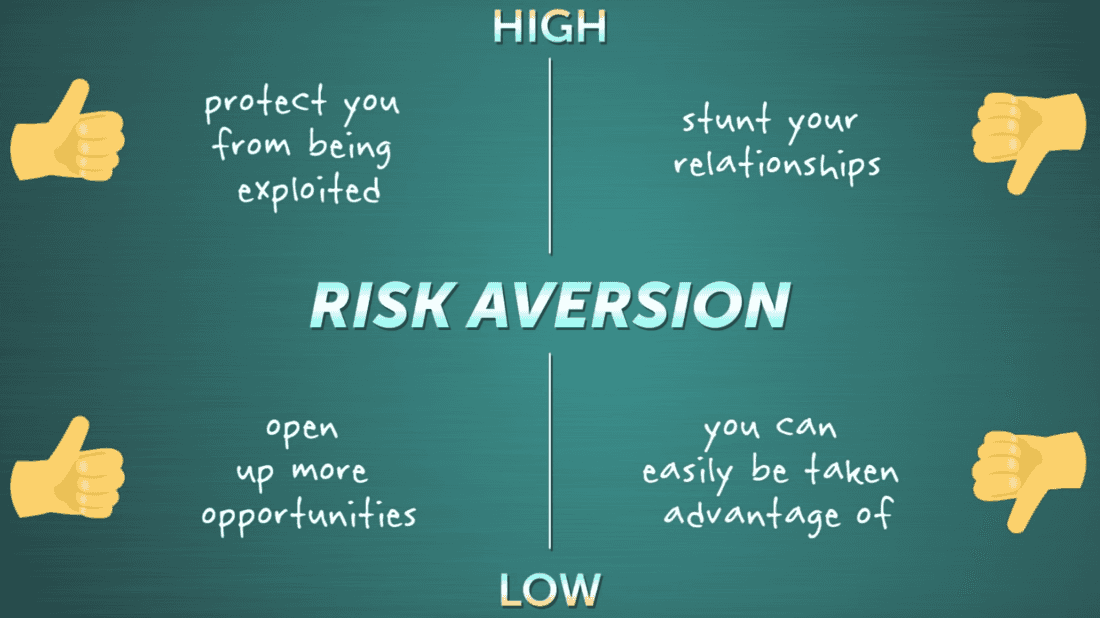 HIGH
protect you
from being
exploited
stunt your
relationships
RISK AVERSION
open
up more
opportunities
you can
easily be taken
advantage of
LOW